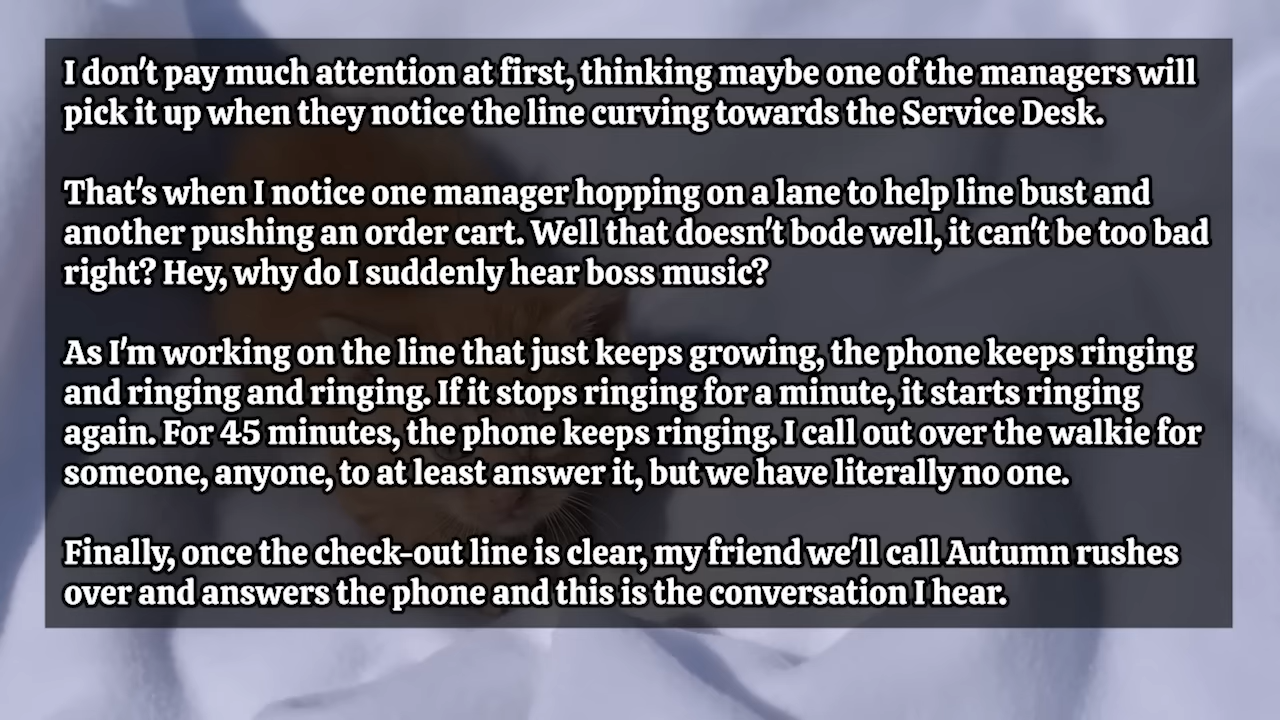 I don't pay much attention at first, thinking maybe one of the managers will
pick it up when they notice the line curving towards the Service Desk.
That's when I notice one manager hopping on a lane to help line bust and
another pushing an order cart. Well that doesn't bode well, it can't be too bad
right? Hey, why do I suddenly hear boss music?
As I'm working on the line that just keeps growing, the phone keeps ringing
and ringing and ringing. If it stops ringing for a minute, it starts ringing
again. For 45 minutes, the phone keeps ringing. I call out over the walkie for
someone, anyone, to at least answer it, but we have literally no one.
Finally, once the check-out line is clear, my friend we'll call Autumn rushes
over and answers the phone and this is the conversation I hear.